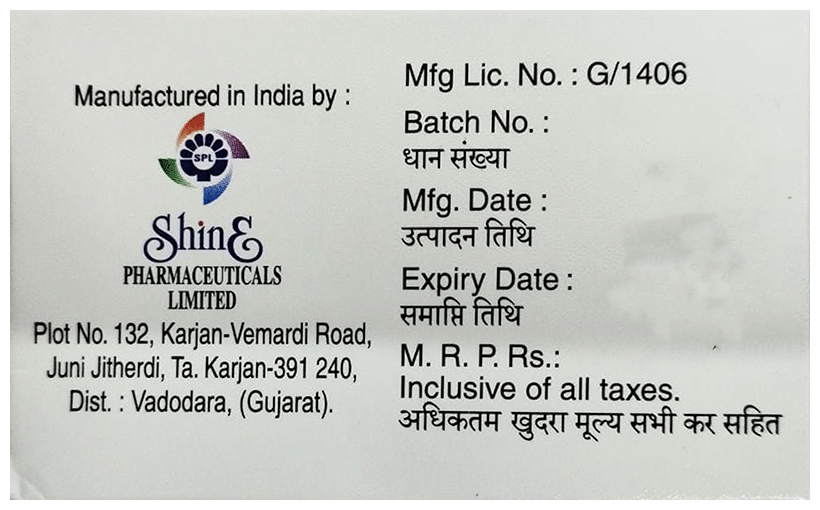 Manufactured in India by :
SPL
ShinE
PHARMACEUTICALS
LIMITED
Plot No. 132, Karjan-Vemardi Road,
Juni Jitherdi, Ta. Karjan-391 240,
Dist. : Vadodara, (Gujarat).
Mfg Lic. No. : G/1406
Batch No. :
धान संख्या
Mfg. Date :
उत्पादन तिथि
Expiry Date :
समाप्ति तिथि
M. R. P. Rs.:
Inclusive of all taxes.
अधिकतम खुदरा मूल्य सभी कर सहित